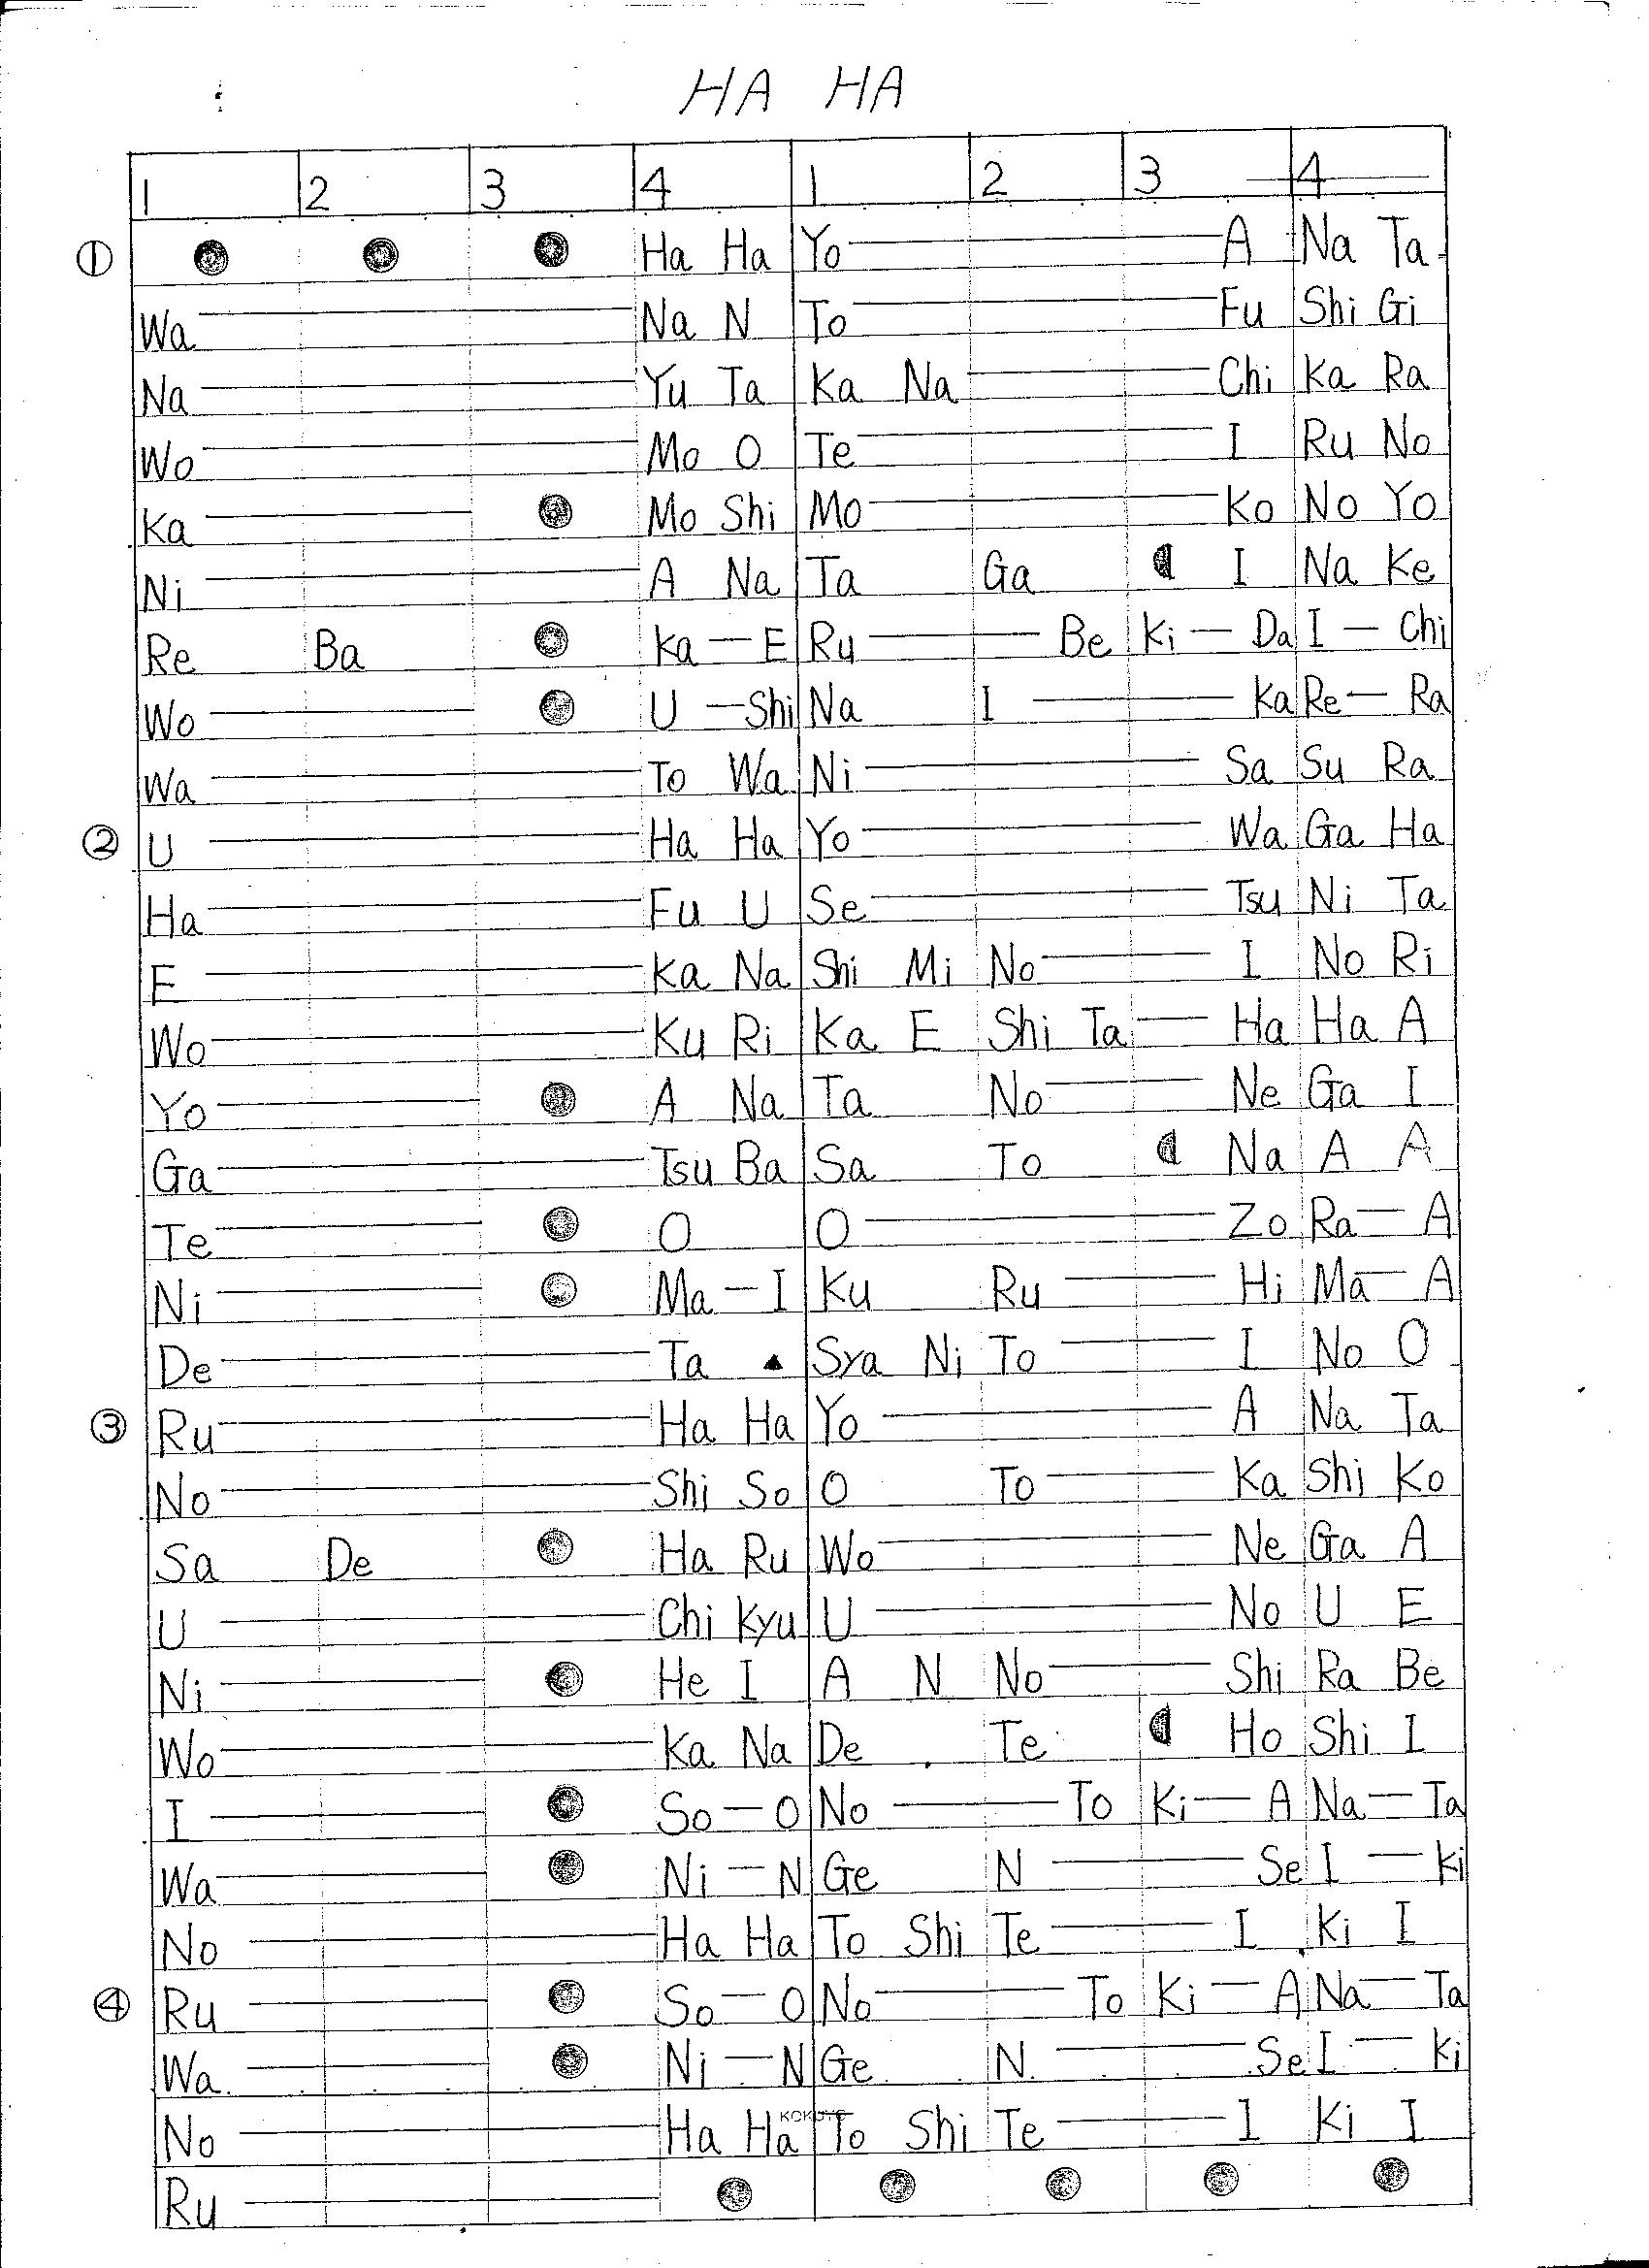 HA HA
1 2 3 4 1 2 3 4
① ● ● ● Ha Ha Yo — A Na Ta
Wa — Na N To — Fu Shi Gi
Na — Yu Ta Ka Na — Chi Ka Ra
Wo — Mo O Te — I Ru No
Ka — ● Mo Shi Mo — Ko No Yo
Ni — A Na Ta Ga ◖ I Na Ke
Re Ba ● Ka — E Ru — Be Ki — Da I — Chi
Wo — ● U — Shi Na I — Ka Re — Ra
Wa — To Wa Ni — Sa Su Ra
② U — Ha Ha Yo — Wa Ga Ha
Ha — Fu U Se — Tsu Ni Ta
E — Ka Na Shi Mi No — I No Ri
Wo — Ku Ri Ka E Shi Ta — Ha Ha A
Yo — ● A Na Ta No — Ne Ga I
Ga — Tsu Ba Sa To ◖ Na A A
Te — ● O O — Zo Ra — A
Ni — ● Ma — I Ku Ru — Hi Ma — A
De — Ta ▲ Sya Ni To — I No O
③ Ru — Ha Ha Yo — A Na Ta
No — Shi So O To — Ka Shi Ko
Sa De ● Ha Ru Wo — Ne Ga A
U — Chi Kyu U — No U E
Ni — ● He I A N No — Shi Ra Be
Wo — Ka Na De Te ◖ Ho Shi I
I — ● So — O No — To Ki — A Na — Ta
Wa — ● Ni — N Ge N — Se I — Ki
No — Ha Ha To Shi Te — I Ki I
④ Ru — ● So — O No — To Ki — A Na — Ta
Wa — ● Ni — N Ge N — Se I — Ki
No — Ha Ha To Shi Te — I Ki I
KOKUYO
Ru — ● ● ● ● ●